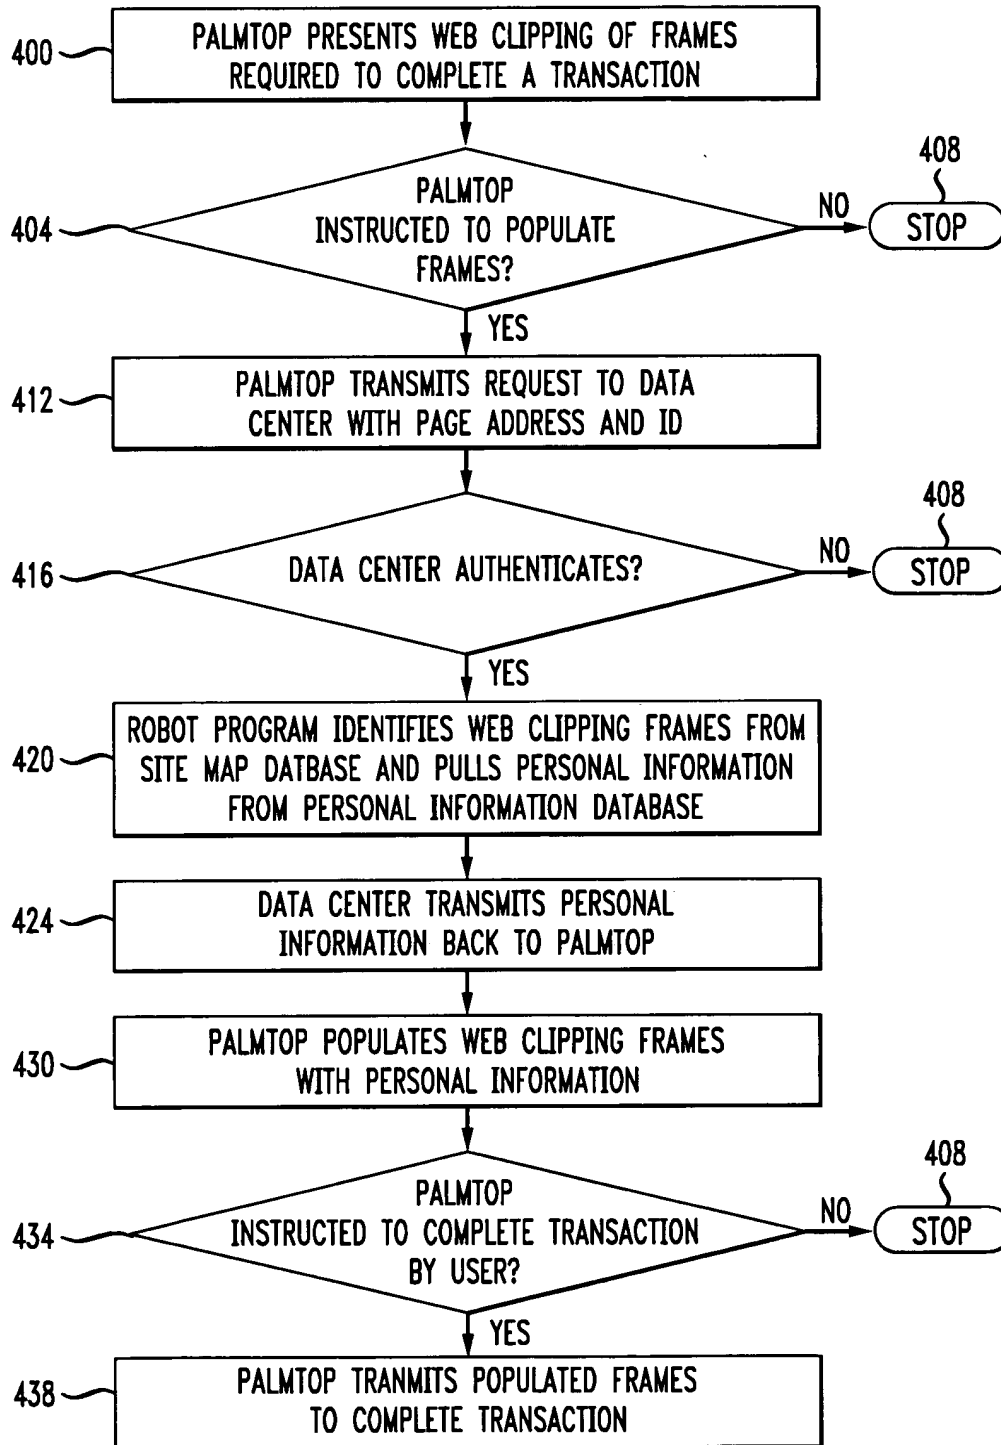 400
PALMTOP PRESENTS WEB CLIPPING OF FRAMES
REQUIRED TO COMPLETE A TRANSACTION
404
PALMTOP
INSTRUCTED TO POPULATE
FRAMES?
NO
408
STOP
YES
412
PALMTOP TRANSMITS REQUEST TO DATA
CENTER WITH PAGE ADDRESS AND ID
416
DATA CENTER AUTHENTICATES?
NO
408
STOP
YES
420
ROBOT PROGRAM IDENTIFIES WEB CLIPPING FRAMES FROM
SITE MAP DATBASE AND PULLS PERSONAL INFORMATION
FROM PERSONAL INFORMATION DATABASE
424
DATA CENTER TRANSMITS PERSONAL
INFORMATION BACK TO PALMTOP
430
PALMTOP POPULATES WEB CLIPPING FRAMES
WITH PERSONAL INFORMATION
434
PALMTOP
INSTRUCTED TO COMPLETE TRANSACTION
BY USER?
NO
408
STOP
YES
438
PALMTOP TRANMITS POPULATED FRAMES
TO COMPLETE TRANSACTION